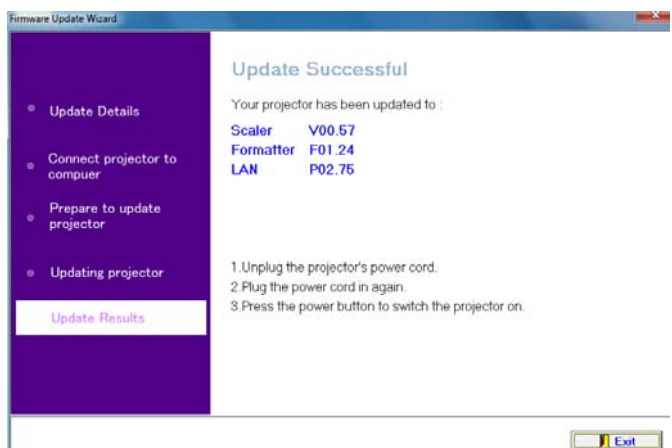 Firmware Update Wizard
Update Successful
Your projector has been updated to :
Scaler V00.57
Formatter F01.24
LAN P02.75
Update Details
Connect projector to
compuer
Prepare to update
projector
Updating projector
Update Results
1.Unplug the projector's power cord.
2.Plug the power cord in again.
3.Press the power button to switch the projector on.
Exit